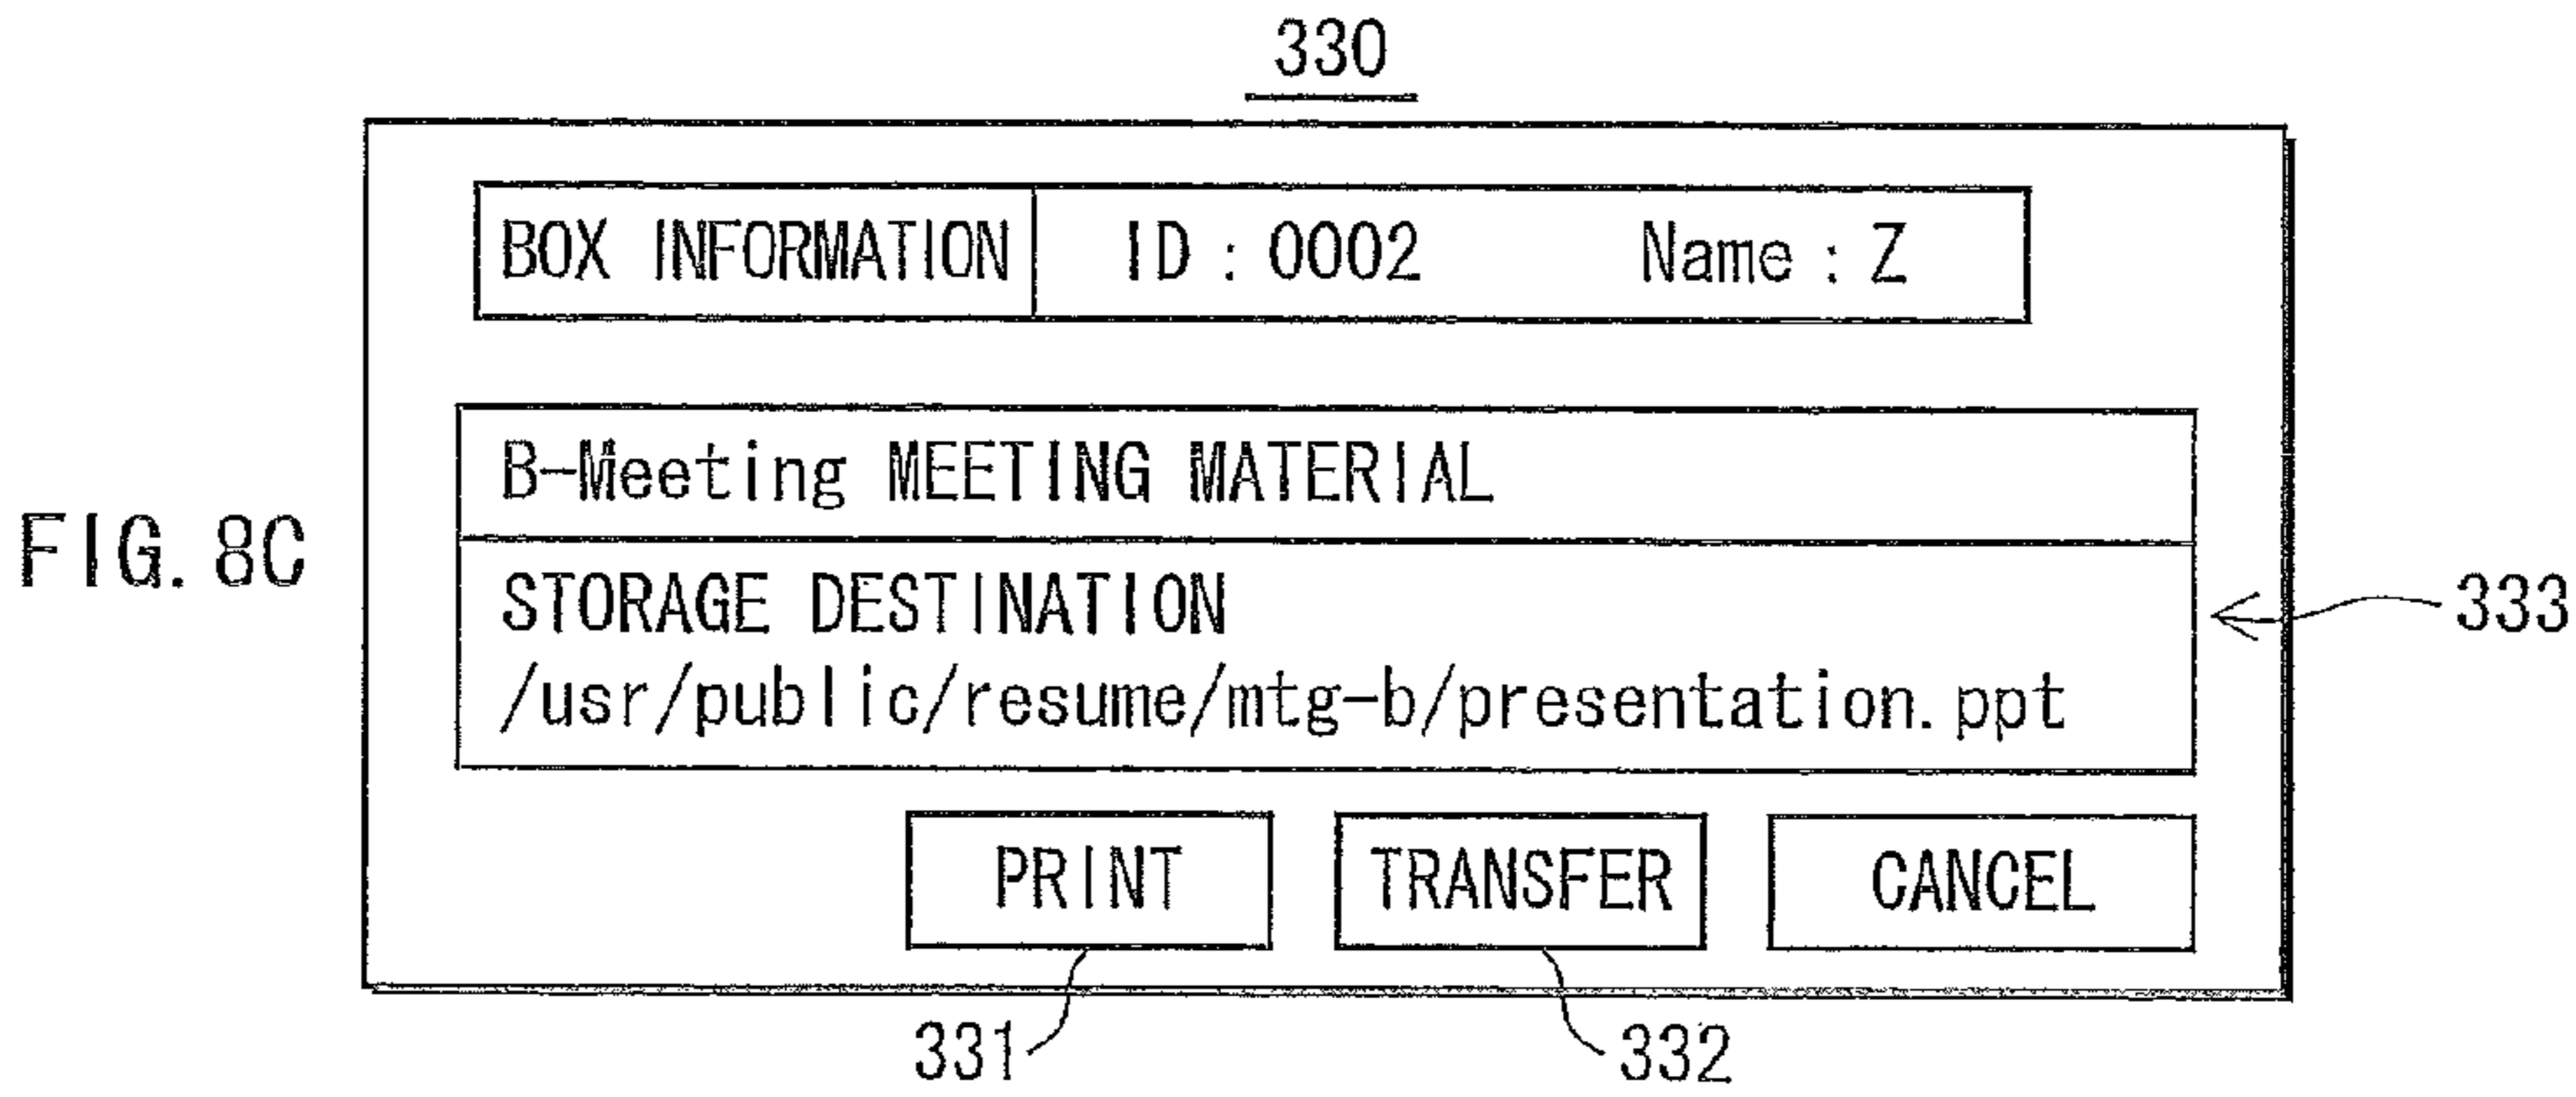 330
BOX INFORMATION ID : 0002 Name : Z
B-Meeting MEETING MATERIAL
FIG. 8C
STORAGE DESTINATION
333
/usr/public/resume/mtg-b/presentation.ppt
PRINT TRANSFER CANCEL
331 332